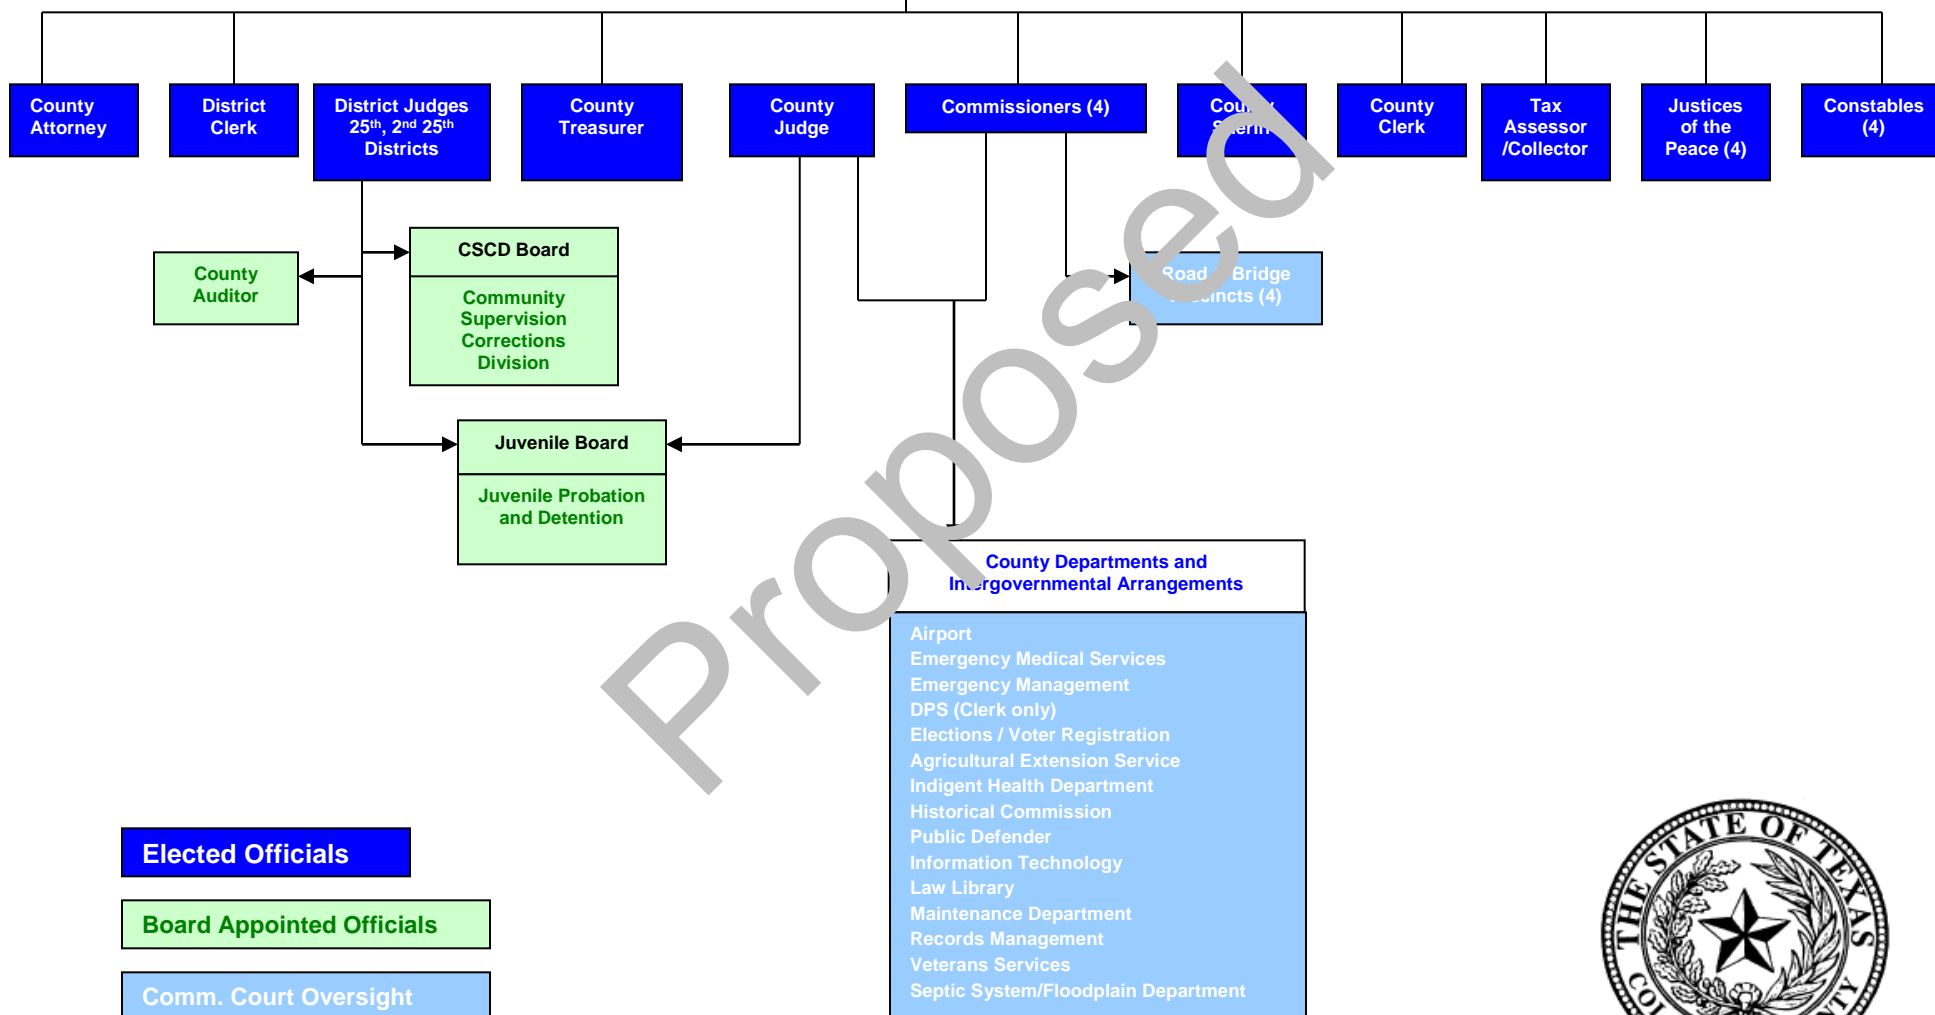 County
Attorney
District
Clerk
District Judges
25th, 2nd 25th
Districts
County
Treasurer
County
Judge
Commissioners (4)
County
Sheriff
County
Clerk
Tax
Assessor
/Collector
Justices
of the
Peace (4)
Constables
(4)
County
Auditor
CSCD Board
Community
Supervision
Corrections
Division
Road & Bridge
Precincts (4)
Juvenile Board
Juvenile Probation
and Detention
Proposed
County Departments and
Intergovernmental Arrangements
Airport
Emergency Medical Services
Emergency Management
DPS (Clerk only)
Elections / Voter Registration
Agricultural Extension Service
Indigent Health Department
Historical Commission
Public Defender
Information Technology
Law Library
Maintenance Department
Records Management
Veterans Services
Septic System/Floodplain Department
Elected Officials
Board Appointed Officials
Comm. Court Oversight
THE STATE OF TEXAS